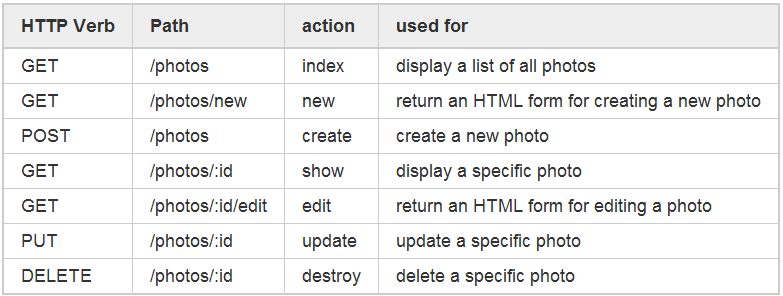 HTTP Verb Path action used for
GET /photos index display a list of all photos
GET /photos/new new return an HTML form for creating a new photo
POST /photos create create a new photo
GET /photos/:id show display a specific photo
GET /photos/:id/edit edit return an HTML form for editing a photo
PUT /photos/:id update update a specific photo
DELETE /photos/:id destroy delete a specific photo